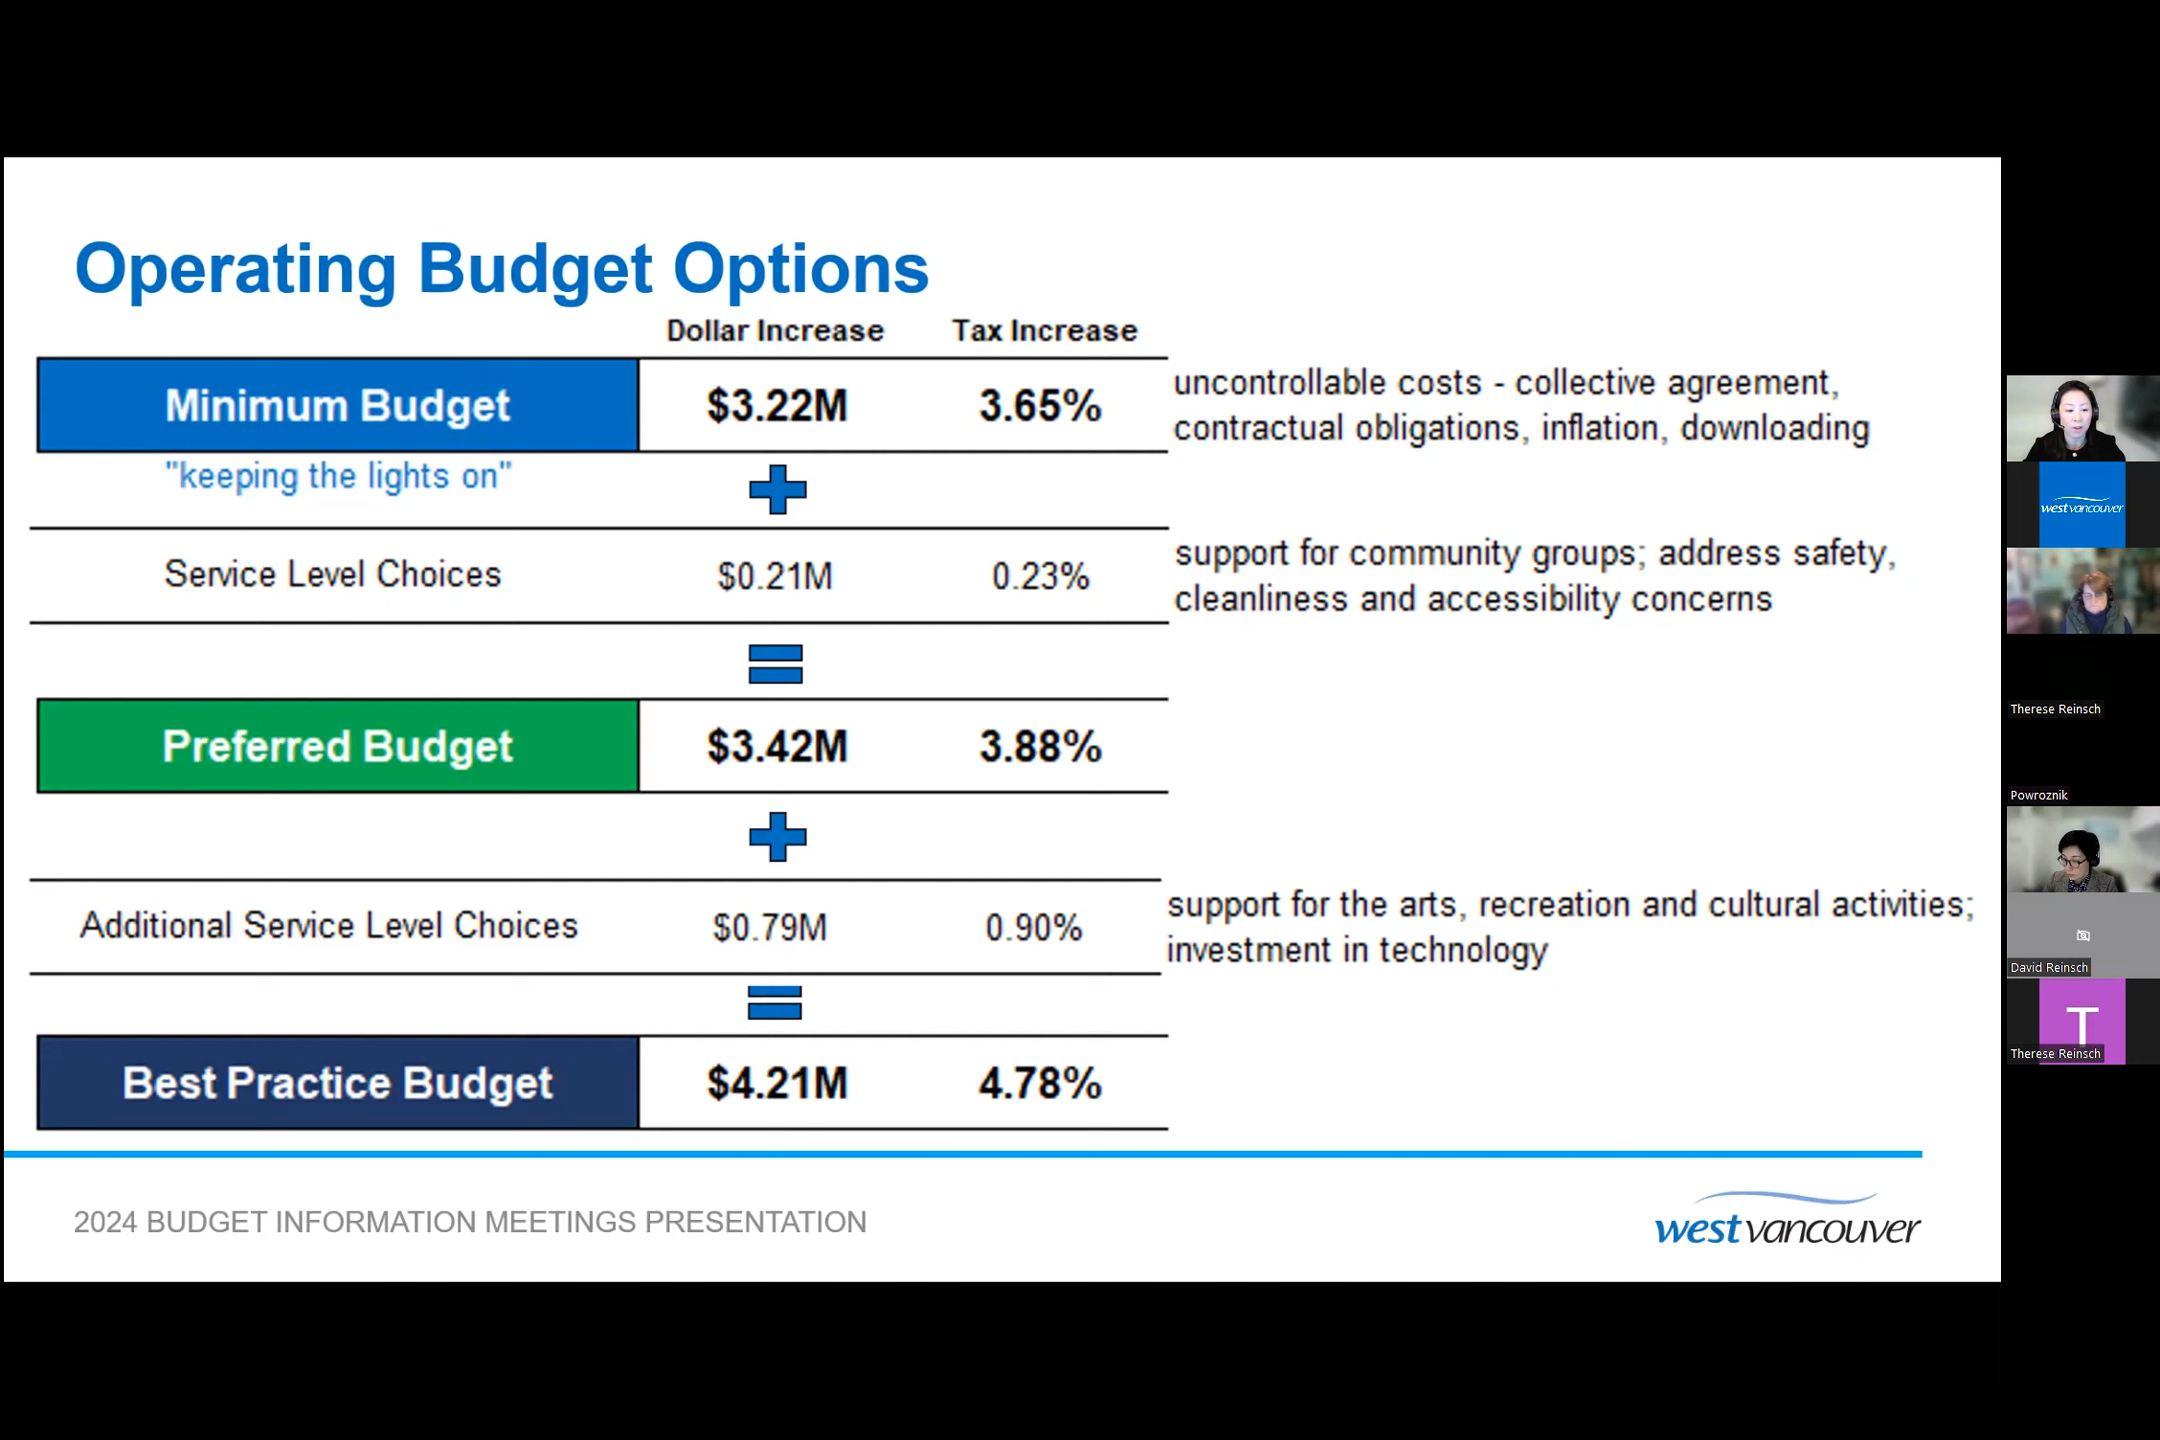 Operating Budget Options
Dollar Increase Tax Increase
Minimum Budget $3.22M 3.65%
uncontrollable costs - collective agreement,
contractual obligations, inflation, downloading
"keeping the lights on"
Service Level Choices $0.21M 0.23%
support for community groups; address safety,
cleanliness and accessibility concerns
Preferred Budget $3.42M 3.88%
Additional Service Level Choices $0.79M 0.90%
support for the arts, recreation and cultural activities;
investment in technology
Best Practice Budget $4.21M 4.78%
2024 BUDGET INFORMATION MEETINGS PRESENTATION
westvancouver
westvancouver
Therese Reinsch
Powroznik
David Reinsch
T
Therese Reinsch